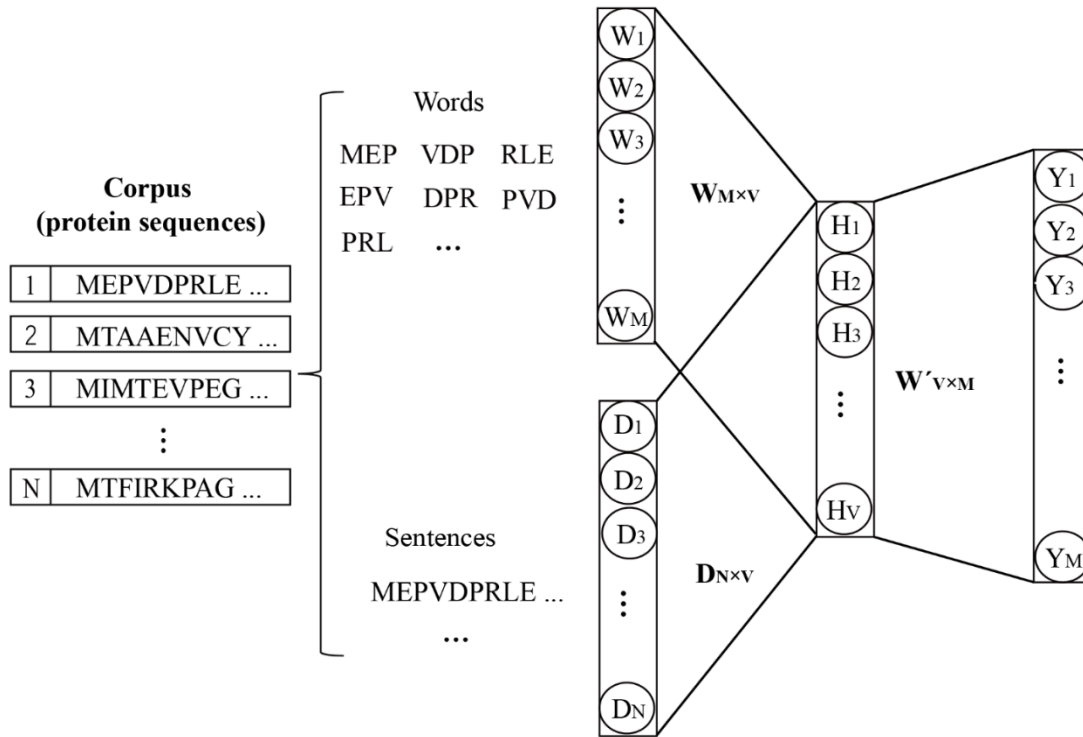 Corpus
(protein sequences)
1 MEPVDPRLE ...
2 MTAAENVCY ...
3 MIMTEVPEG ...
⋮
N MTFIRKPAG ...
Words
MEP VDP RLE
EPV DPR PVD
PRL ...
Sentences
MEPVDPRLE ...
...
W1
W2
W3
⋮
WM
D1
D2
D3
⋮
DN
WM×V
DN×V
H1
H2
H3
⋮
HV
W´V×M
Y1
Y2
Y3
⋮
YM